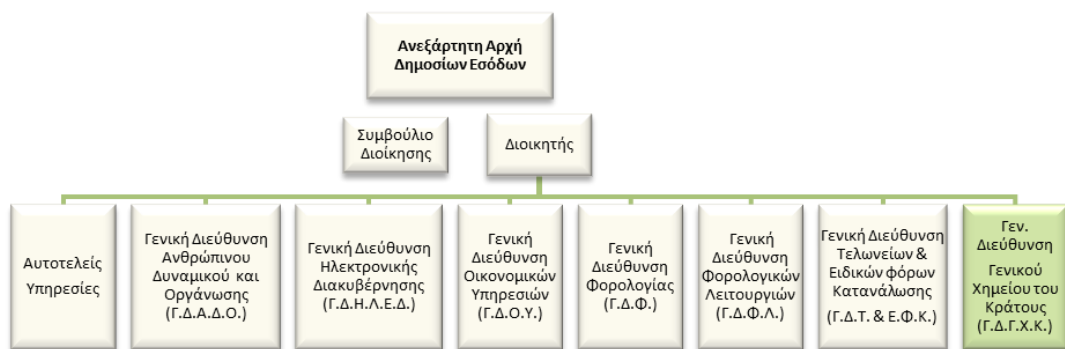 Ανεξάρτητη Αρχή
Δημοσίων Εσόδων
Συμβούλιο
Διοίκησης
Διοικητής
Αυτοτελείς
Υπηρεσίες
Γενική Διεύθυνση
Ανθρώπινου
Δυναμικού και
Οργάνωσης
(Γ.Δ.Α.Δ.Ο.)
Γενική Διεύθυνση
Ηλεκτρονικής
Διακυβέρνησης
(Γ.Δ.Η.Λ.Ε.Δ.)
Γενική
Διεύθυνση
Οικονομικών
Υπηρεσιών
(Γ.Δ.Ο.Υ.)
Γενική
Διεύθυνση
Φορολογίας
(Γ.Δ.Φ.)
Γενική
Διεύθυνση
Φορολογικών
Λειτουργιών
(Γ.Δ.Φ.Λ.)
Γενική Διεύθυνση
Τελωνείων &
Ειδικών φόρων
Κατανάλωσης
(Γ.Δ.Τ. & Ε.Φ.Κ.)
Γεν.
Διεύθυνση
Γενικού
Χημείου του
Κράτους
(Γ.Δ.Γ.Χ.Κ.)